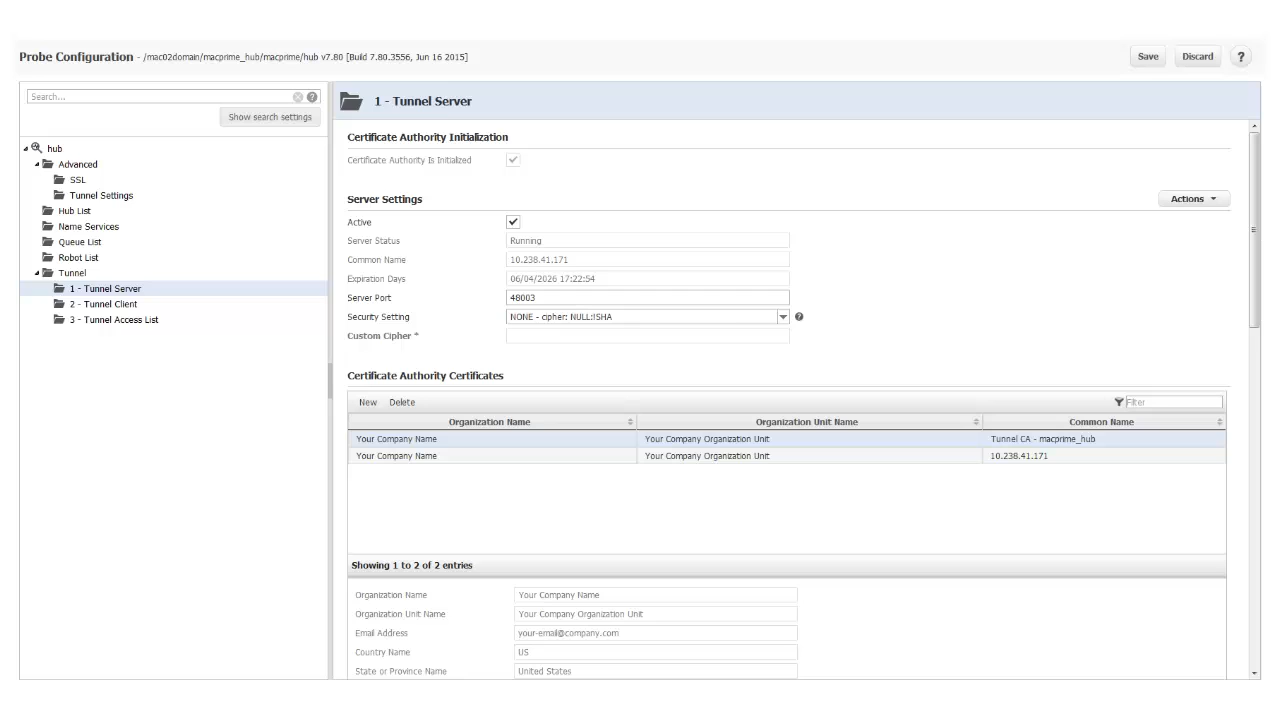 Probe Configuration - /mac02domain/macprime_hub/macprime/hub v7.80 [Build 7.80.3556, Jun 16 2015]
Save
Discard
?
Search...
Show search settings
hub
Advanced
SSL
Tunnel Settings
Hub List
Name Services
Queue List
Robot List
Tunnel
1 - Tunnel Server
2 - Tunnel Client
3 - Tunnel Access List
1 - Tunnel Server
Certificate Authority Initialization
Certificate Authority Is Initialized
Server Settings
Actions
Active
Server Status Running
Common Name 10.238.41.171
Expiration Days 06/04/2026 17:22:54
Server Port 48003
Security Setting NONE - cipher: NULL:!SHA
Custom Cipher *
Certificate Authority Certificates
New Delete Filter
Organization Name Organization Unit Name Common Name
Your Company Name Your Company Organization Unit Tunnel CA - macprime_hub
Your Company Name Your Company Organization Unit 10.238.41.171
Showing 1 to 2 of 2 entries
Organization Name Your Company Name
Organization Unit Name Your Company Organization Unit
Email Address your-email@company.com
Country Name US
State or Province Name United States